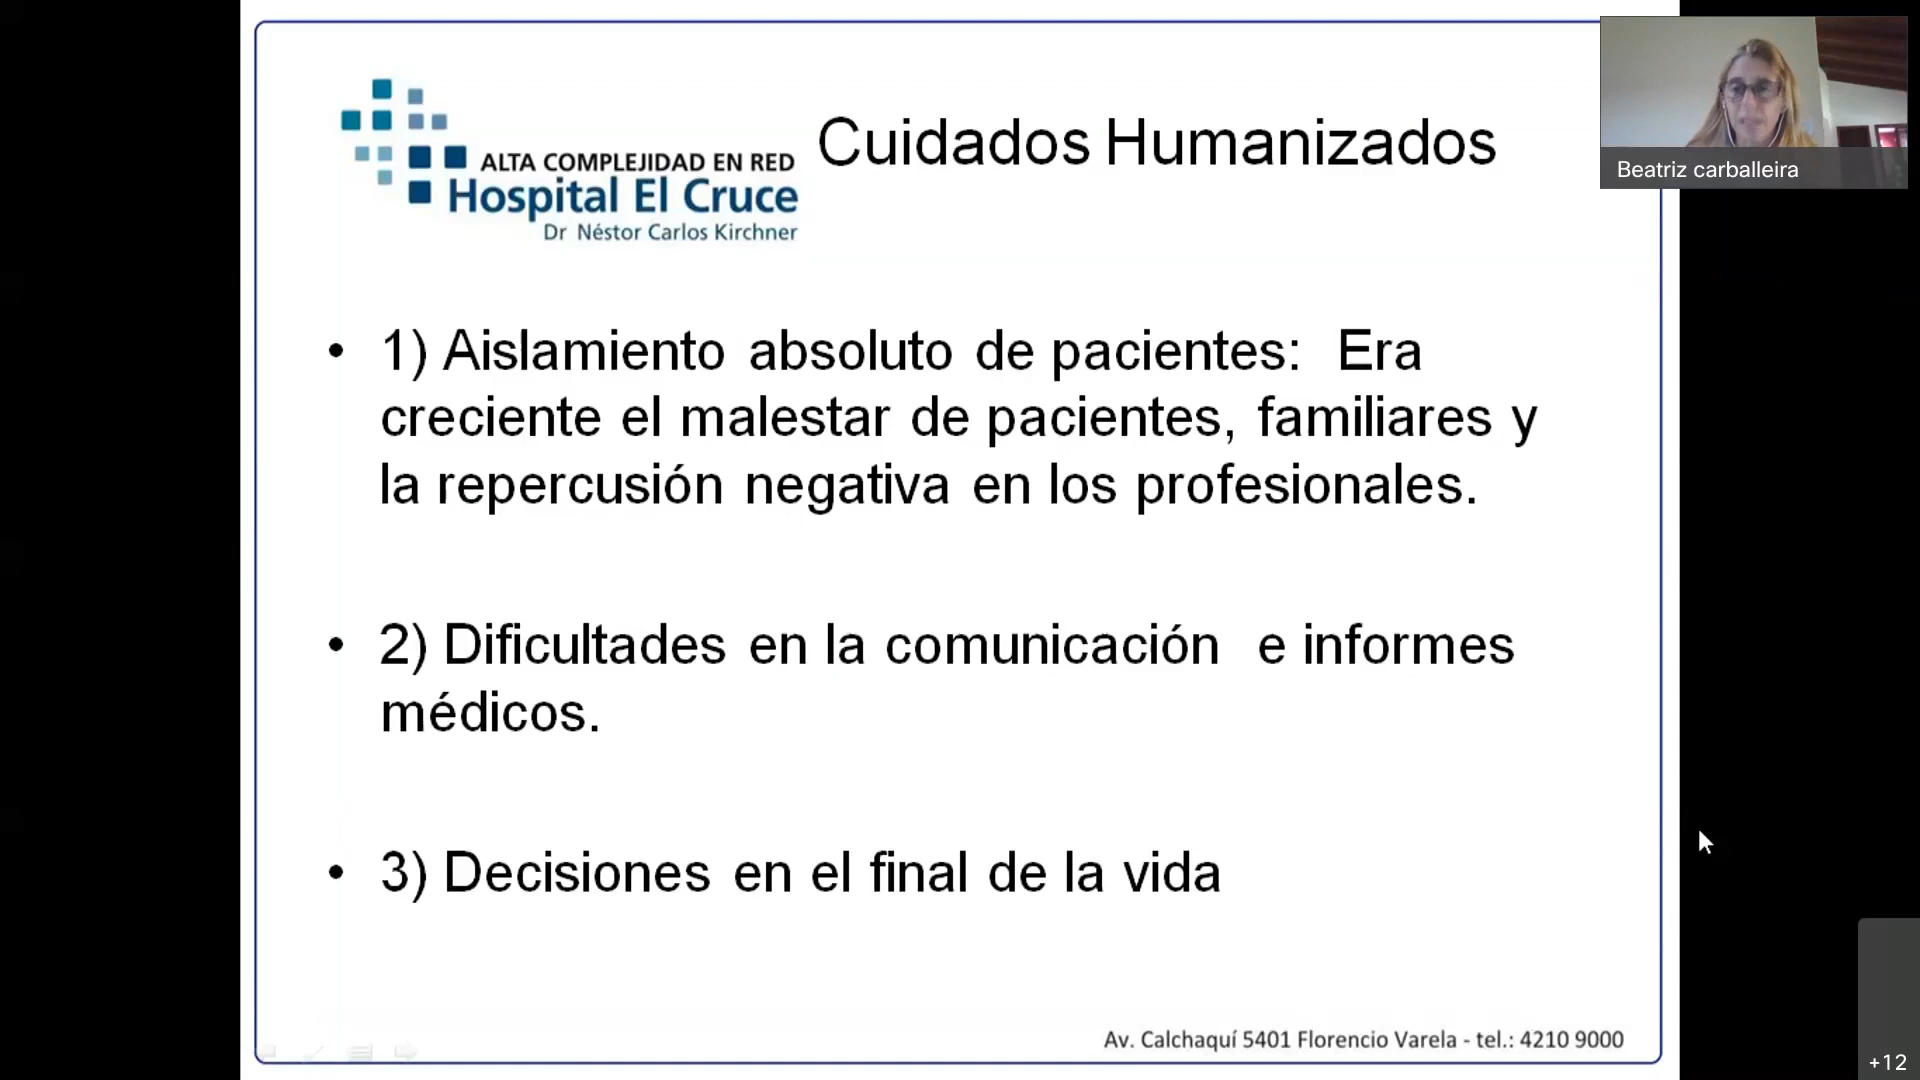 ALTA COMPLEJIDAD EN RED
Hospital El Cruce
Dr Néstor Carlos Kirchner
Cuidados Humanizados
Beatriz carballeira
• 1) Aislamiento absoluto de pacientes: Era
creciente el malestar de pacientes, familiares y
la repercusión negativa en los profesionales.
• 2) Dificultades en la comunicación e informes
médicos.
• 3) Decisiones en el final de la vida
Av. Calchaquí 5401 Florencio Varela - tel.: 4210 9000
+12